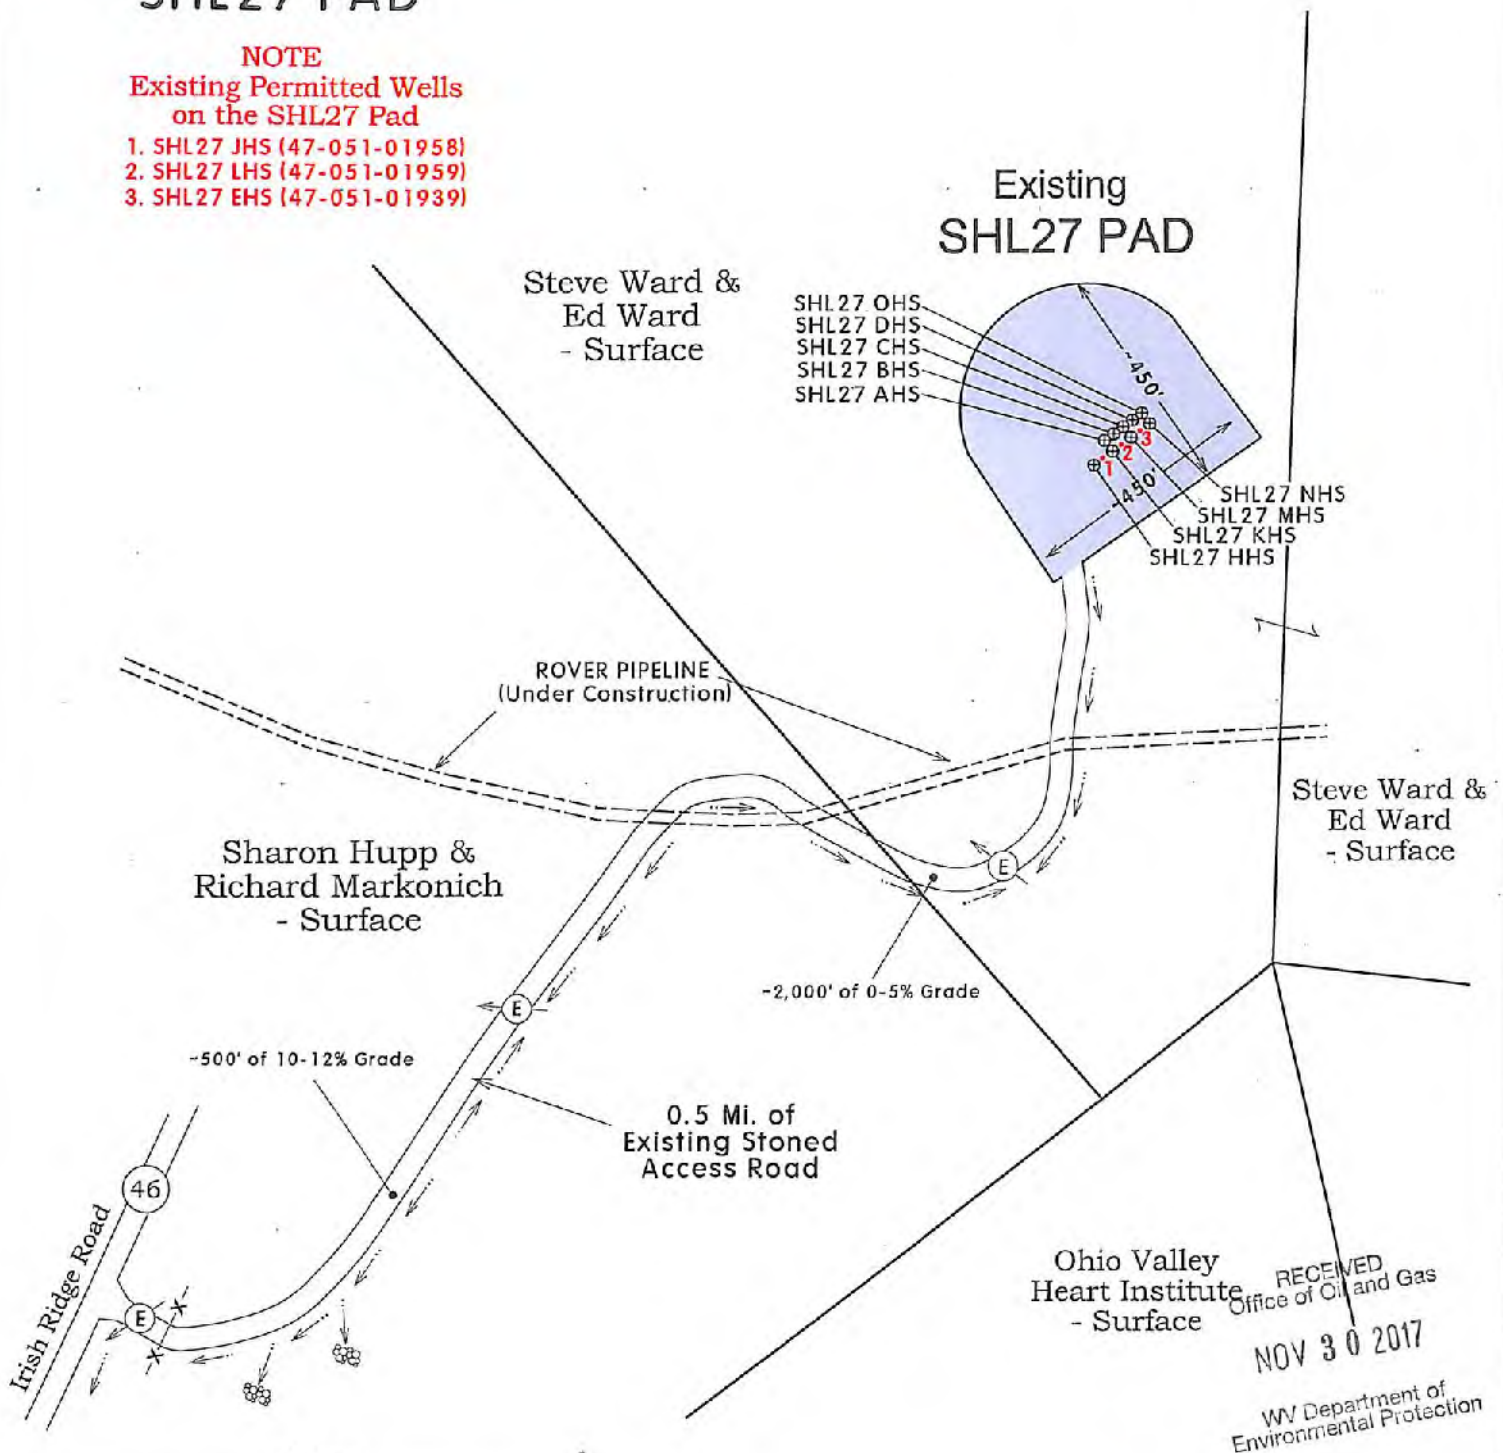 SHL27 PAD
NOTE
Existing Permitted Wells
on the SHL27 Pad
1. SHL27 JHS (47-051-01958)
2. SHL27 LHS (47-051-01959)
3. SHL27 EHS (47-051-01939)
Existing
SHL27 PAD
Steve Ward &
Ed Ward
- Surface
SHL27 OHS
SHL27 DHS
SHL27 CHS
SHL27 BHS
SHL27 AHS
~450'
3
2
1
~450'
SHL27 NHS
SHL27 MHS
SHL27 KHS
SHL27 HHS
ROVER PIPELINE
(Under Construction)
Steve Ward &
Ed Ward
- Surface
Sharon Hupp &
Richard Markonich
- Surface
E
~2,000' of 0-5% Grade
E
~500' of 10-12% Grade
0.5 Mi. of
Existing Stoned
Access Road
46
Irish Ridge Road
E
Ohio Valley
Heart Institute
- Surface
RECEIVED
Office of Oil and Gas
NOV 30 2017
WV Department of
Environmental Protection